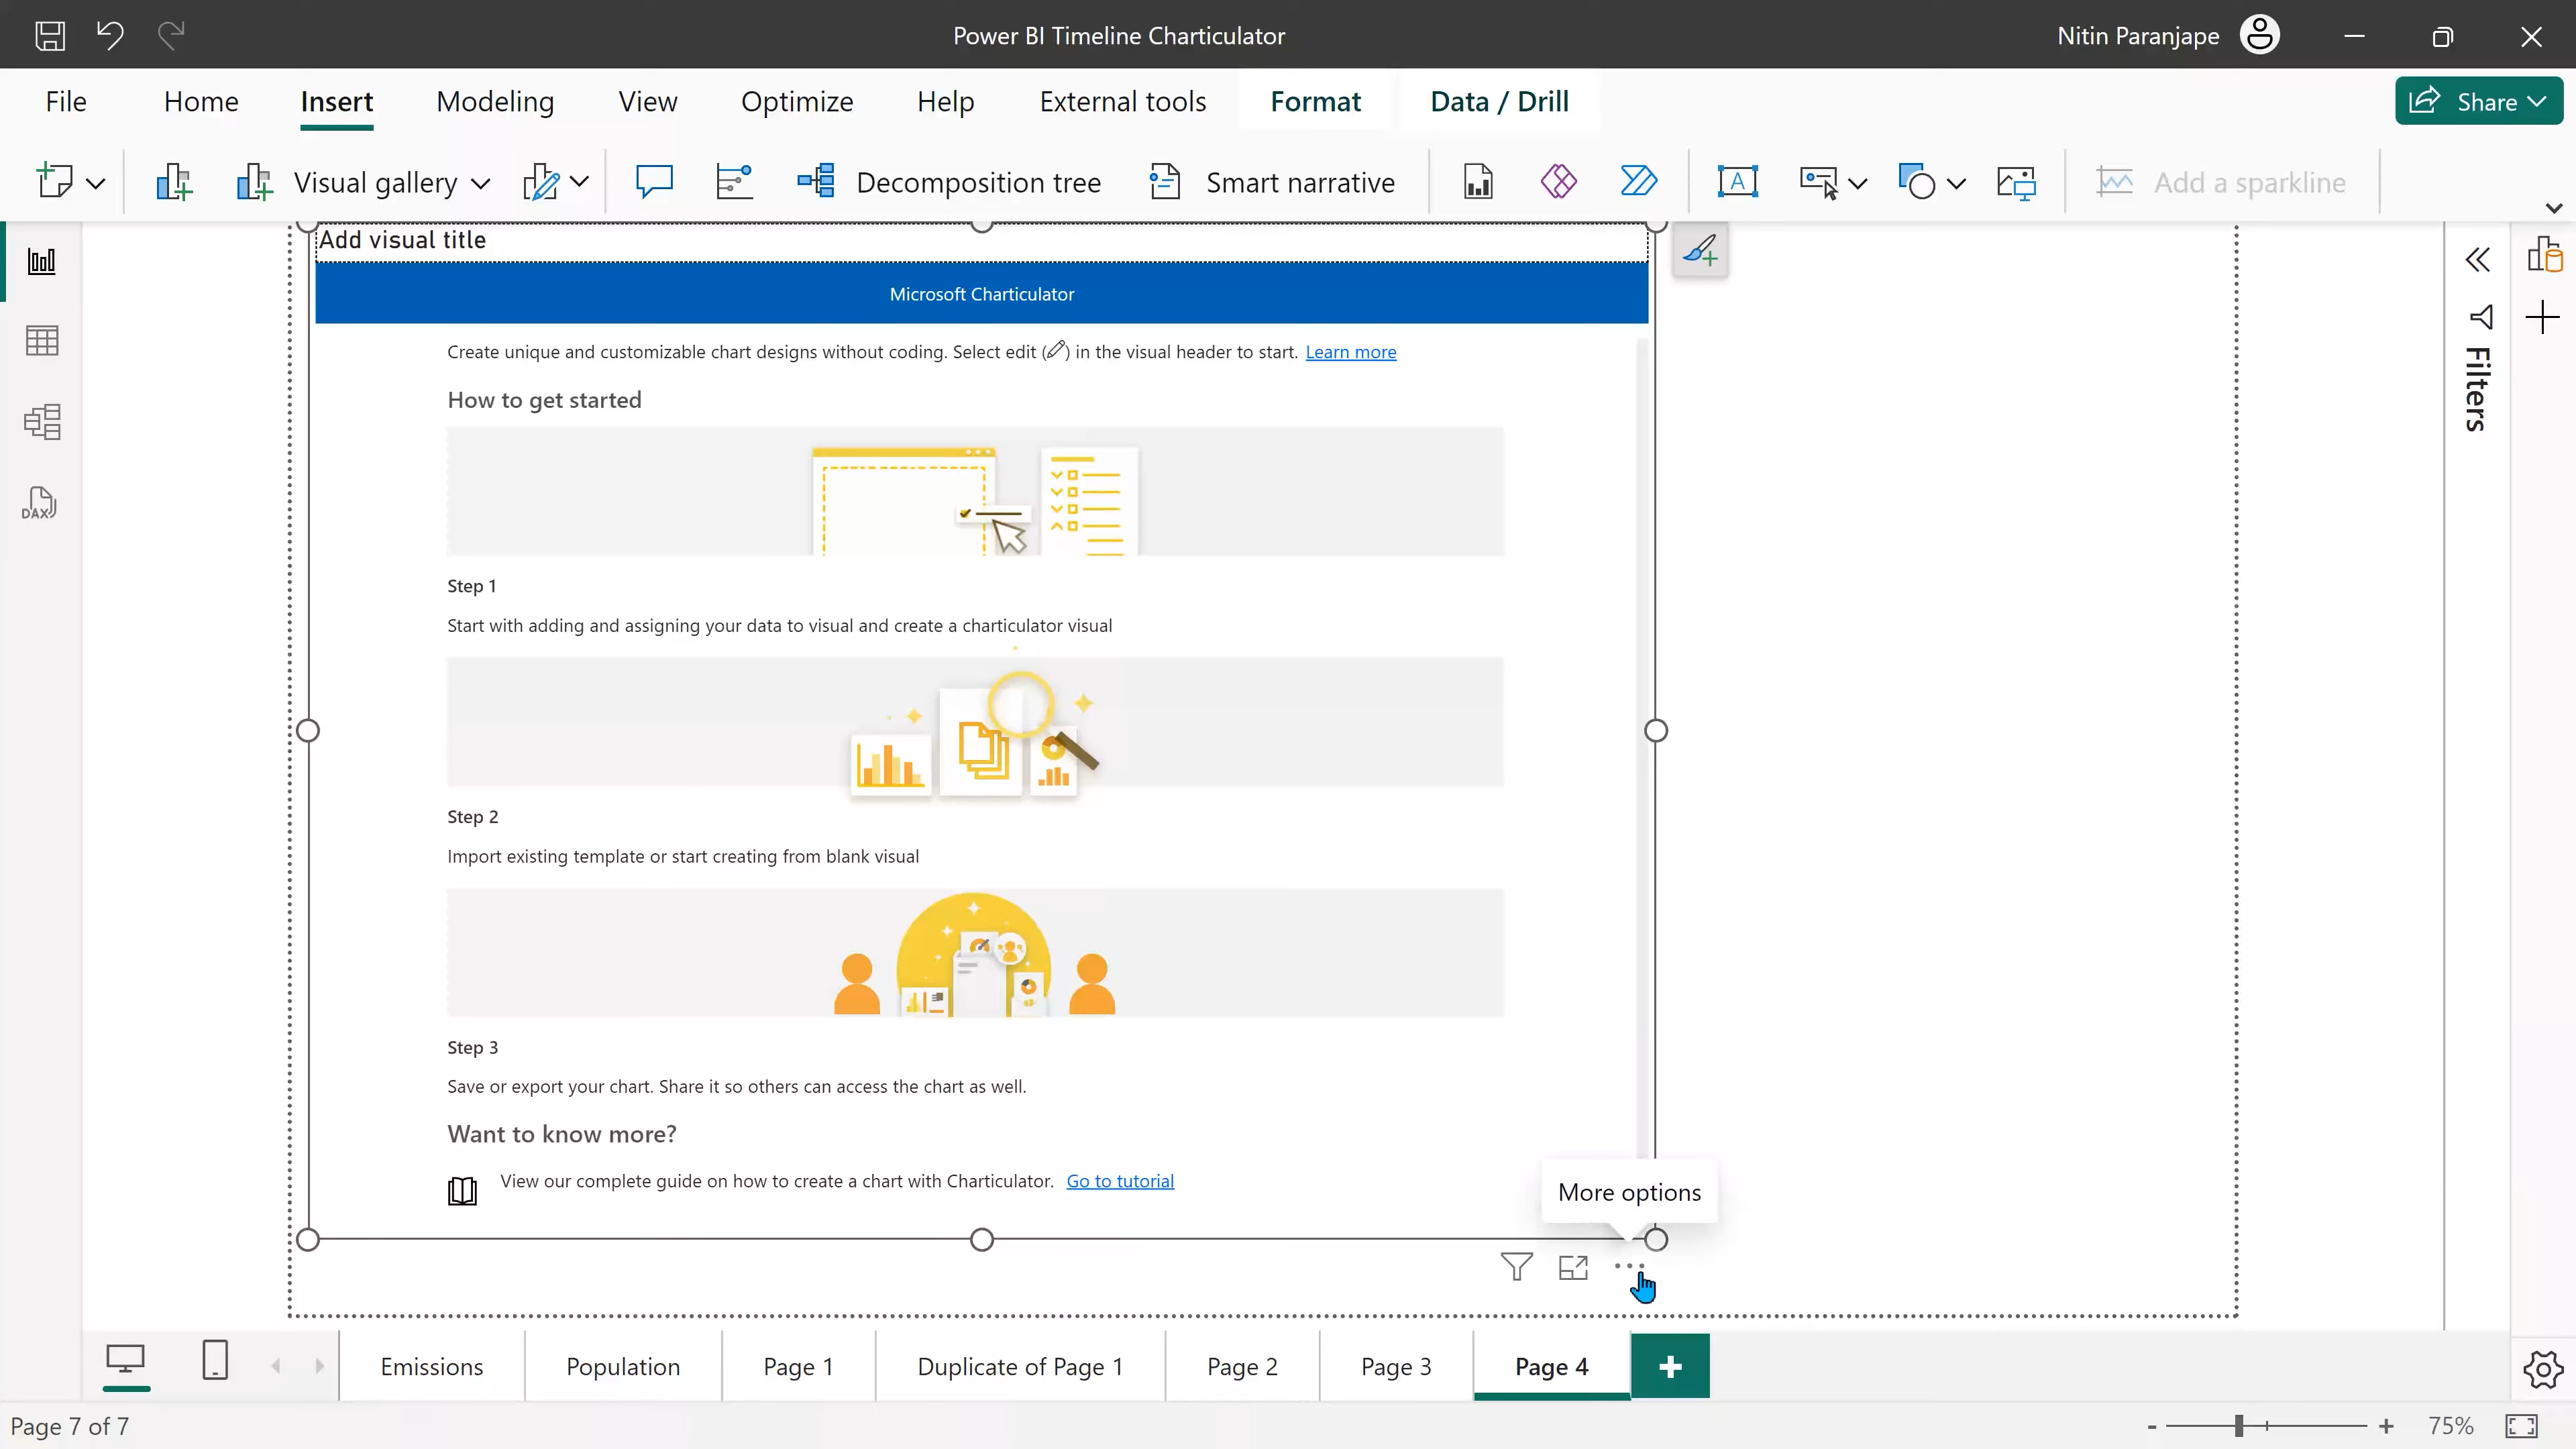 Power BI Timeline Charticulator
Nitin Paranjape
File Home Insert Modeling View Optimize Help External tools Format Data / Drill Share
Visual gallery Decomposition tree Smart narrative A Add a sparkline
Add visual title
Microsoft Charticulator
Create unique and customizable chart designs without coding. Select edit ( ) in the visual header to start. Learn more
How to get started
Step 1
Start with adding and assigning your data to visual and create a charticulator visual
Step 2
Import existing template or start creating from blank visual
Step 3
Save or export your chart. Share it so others can access the chart as well.
Want to know more?
View our complete guide on how to create a chart with Charticulator. Go to tutorial
More options
DAX
Filters
Emissions Population Page 1 Duplicate of Page 1 Page 2 Page 3 Page 4 +
Page 7 of 7
- + 75%